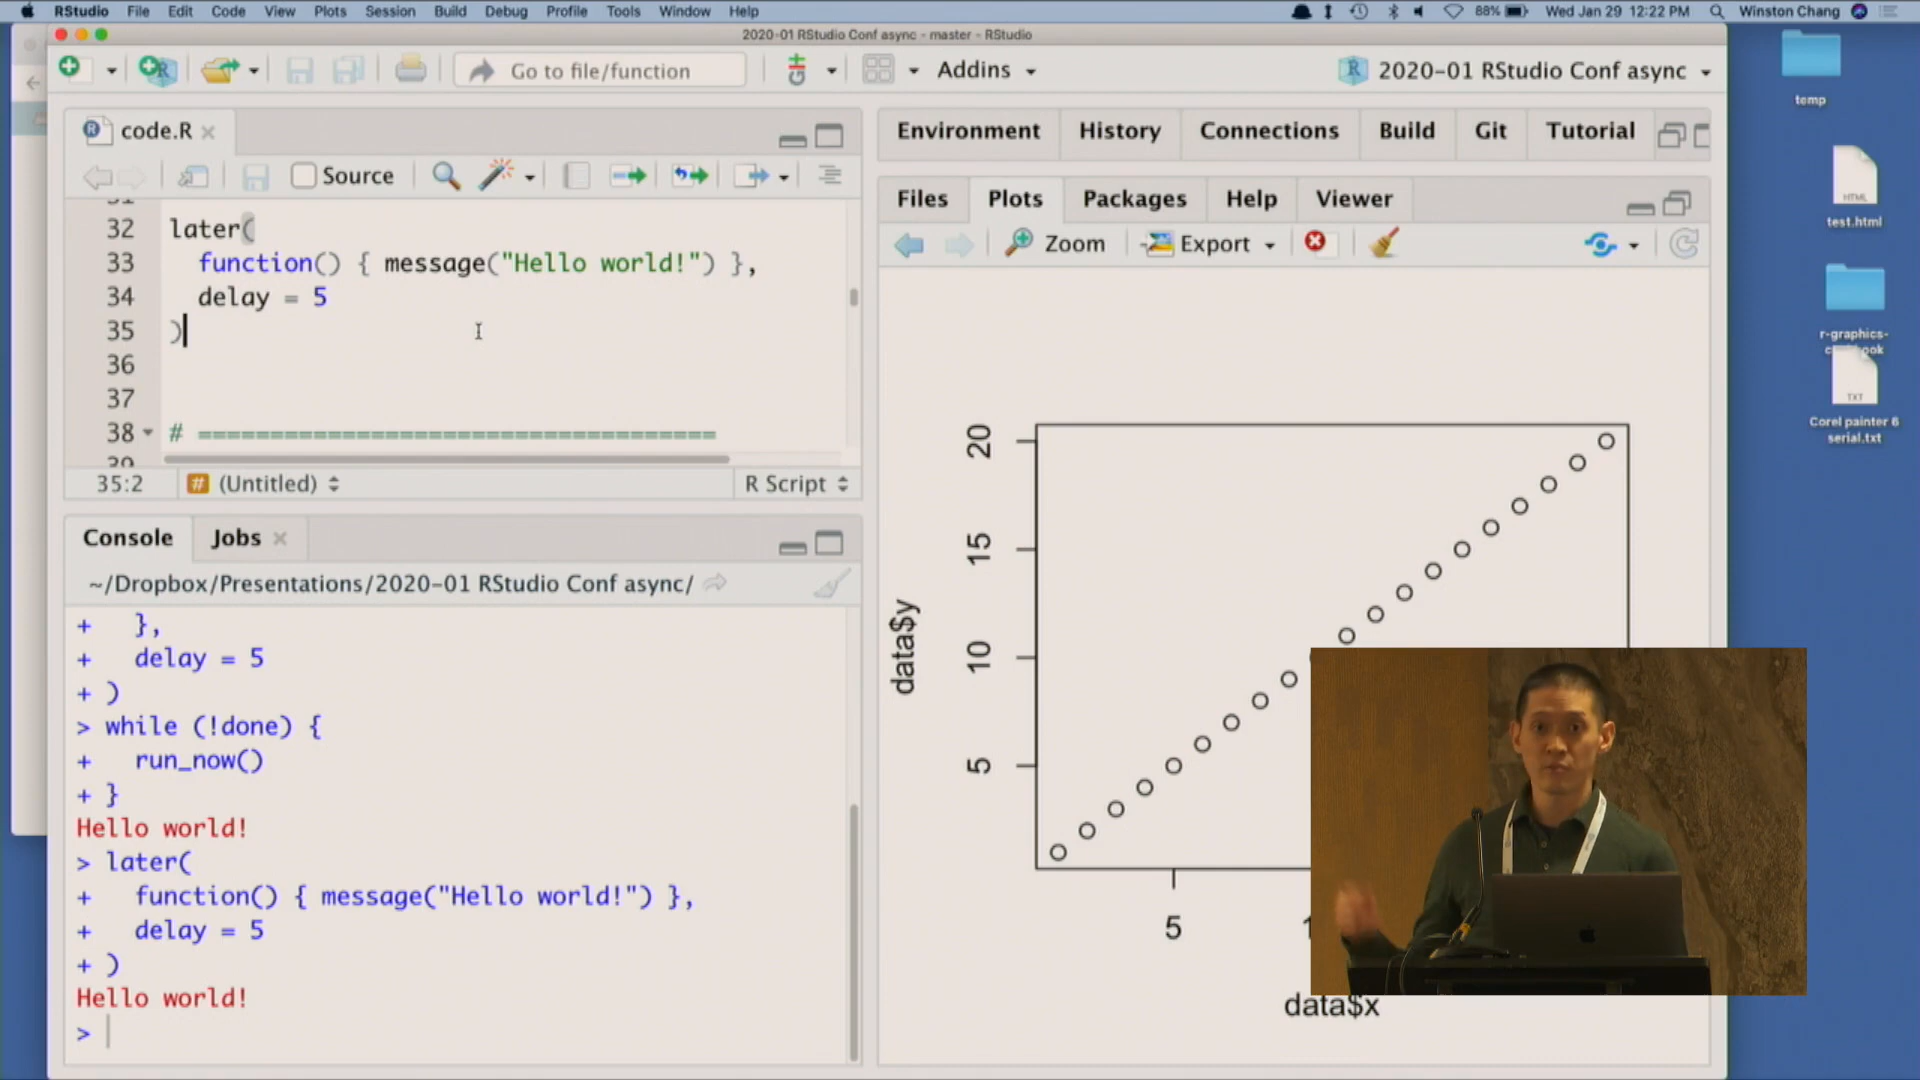 RStudio File Edit Code View Plots Session Build Debug Profile Tools Window Help 88% Wed Jan 29 12:22 PM Winston Chang
2020-01 RStudio Conf async - master - RStudio
Go to file/function Addins 2020-01 RStudio Conf async
code.R
Source
31
32 later(
33 function() { message("Hello world!") },
34 delay = 5
35 )
36
37
38 # ====================================
39
35:2 # (Untitled) R Script
Console Jobs
~/Dropbox/Presentations/2020-01 RStudio Conf async/
+ },
+ delay = 5
+ )
> while (!done) {
+ run_now()
+ }
Hello world!
> later(
+ function() { message("Hello world!") },
+ delay = 5
+ )
Hello world!
>
Environment History Connections Build Git Tutorial
Files Plots Packages Help Viewer
Zoom Export
20
15
10
5
data$y
5
data$x
temp
HTML
test.html
r-graphics-
TXT
Corel painter 6
serial.txt